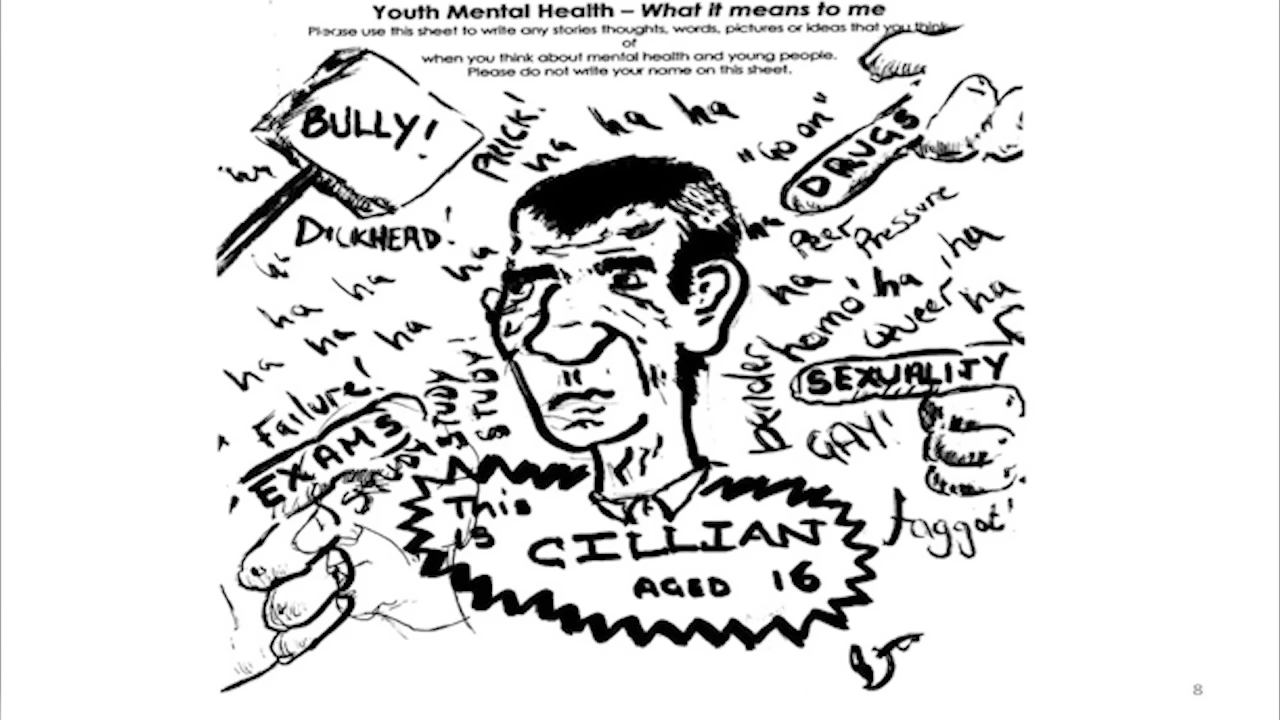 Youth Mental Health – What it means to me
Please use this sheet to write any stories thoughts, words, pictures or ideas that you think
of
when you think about mental health and young people.
Please do not write your name on this sheet.
BULLY!
PRICK!
ha ha ha
"Go on"
DRUGS
DICKHEAD!
ha
ha
Peer Pressure
ha ha
ha ha 'ha
ha ha ha
homo'
Queer ha
Failure!
EXAMS
STUDY
STUDY
STUDY
SEXUALITY
GAY!
faggot'
This
is CILLIAN
AGED 16
8